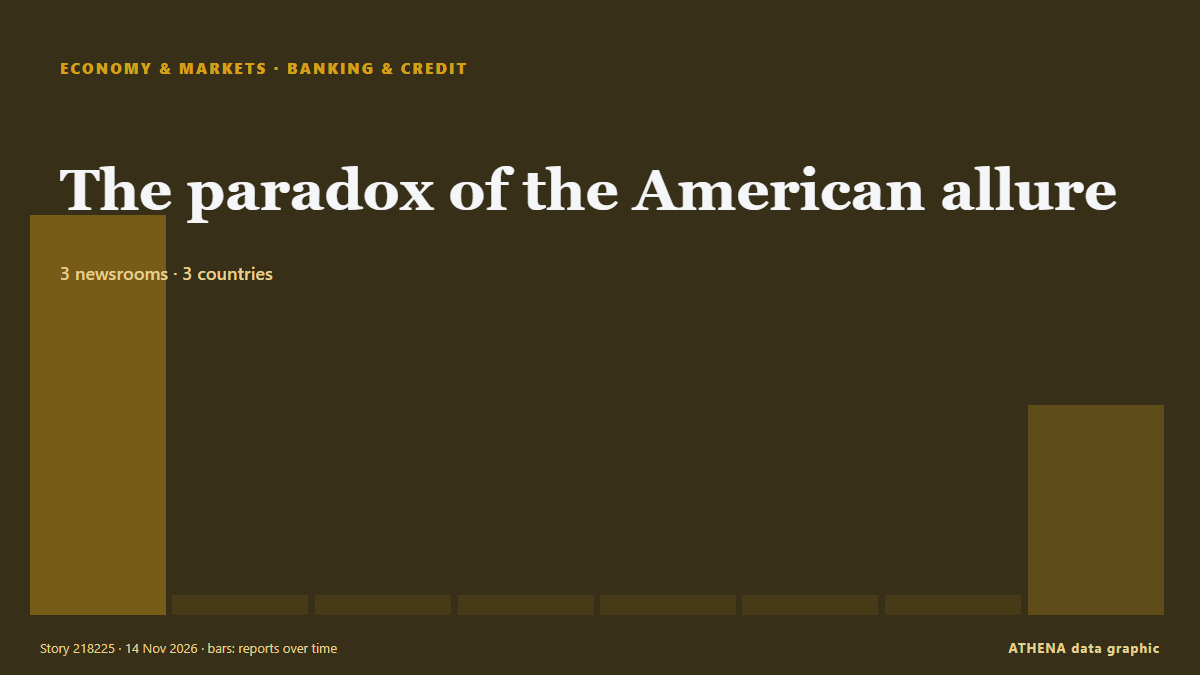 ECONOMY & MARKETS · BANKING & CREDIT
The paradox of the American allure
3 newsrooms · 3 countries
Story 218225 · 14 Nov 2026 · bars: reports over time
ATHENA data graphic